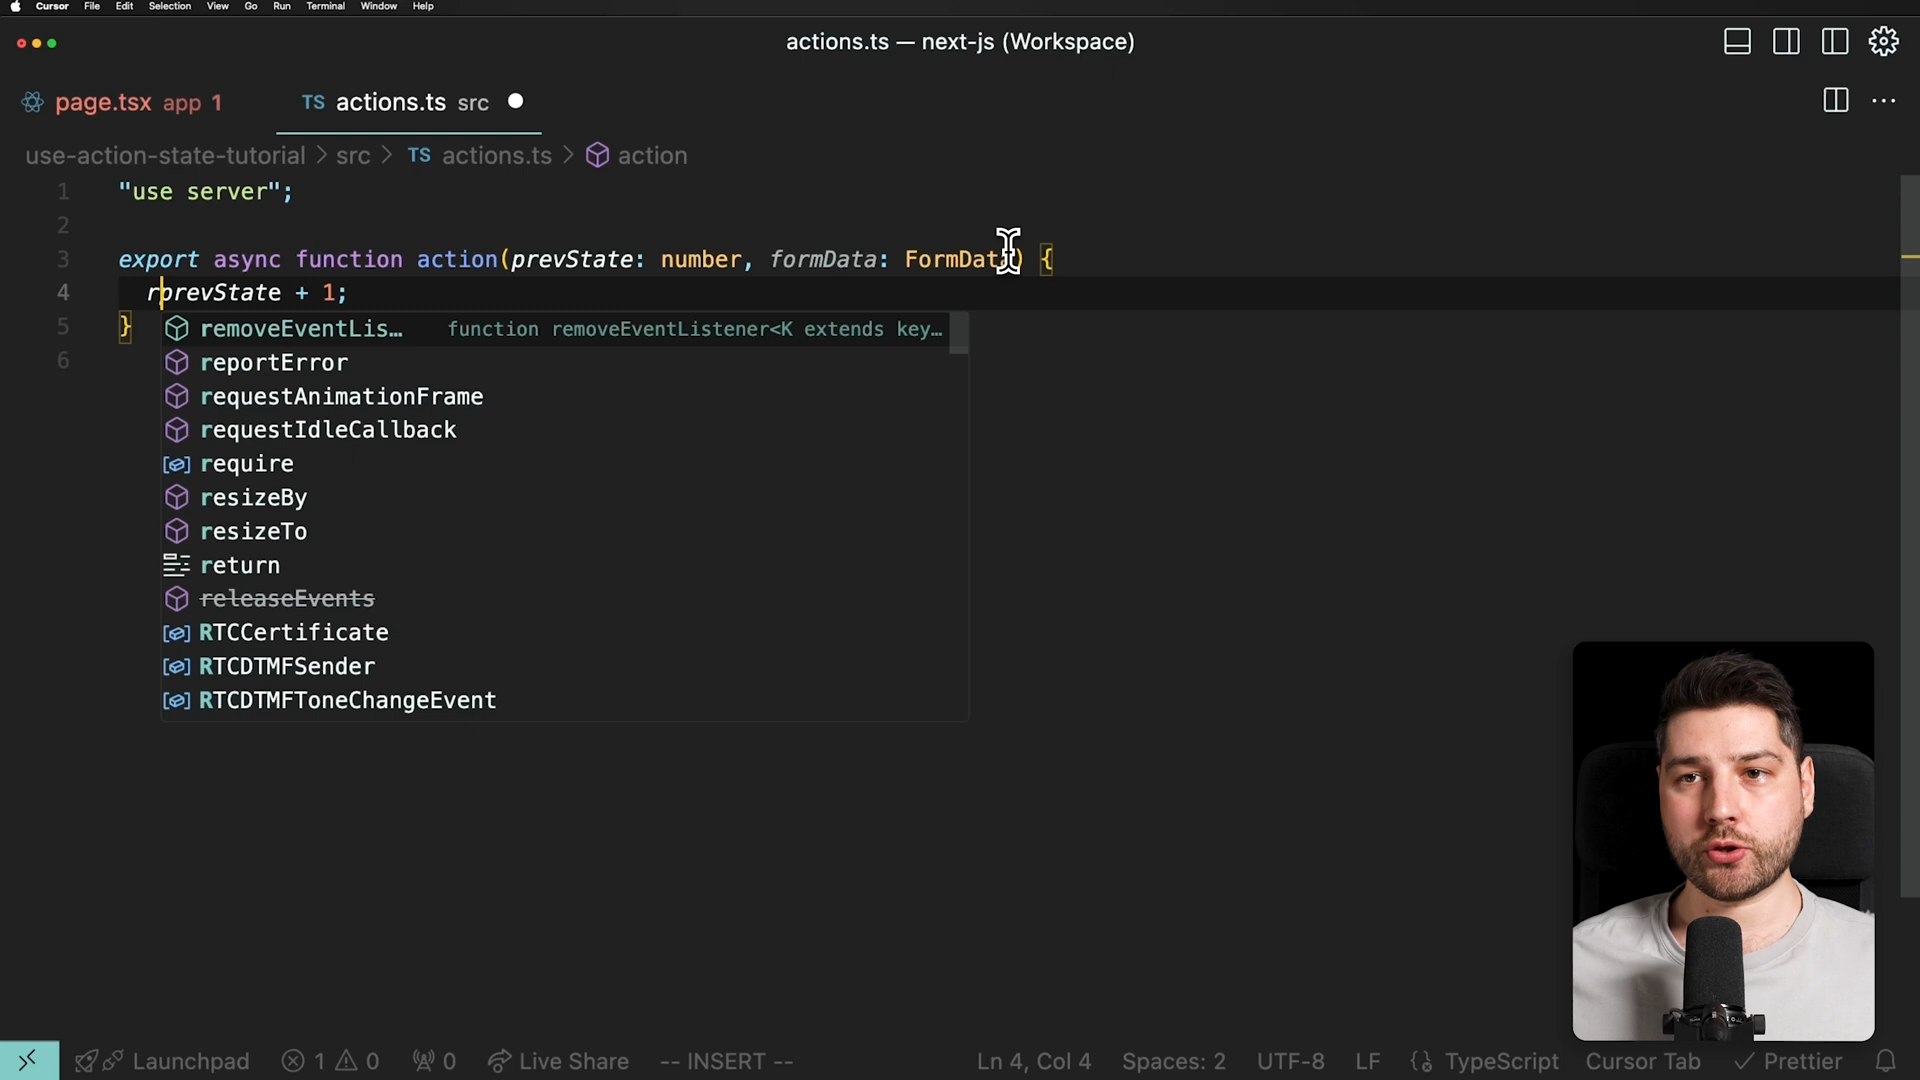 Cursor File Edit Selection View Go Run Terminal Window Help
actions.ts — next-js (Workspace)
page.tsx app 1 TS actions.ts src
use-action-state-tutorial > src > TS actions.ts > action
1 "use server";
2
3 export async function action(prevState: number, formData: FormData) {
4 rprevState + 1;
5 }
6
removeEventLis… function removeEventListener<K extends key…
reportError
requestAnimationFrame
requestIdleCallback
require
resizeBy
resizeTo
return
releaseEvents
RTCCertificate
RTCDTMFSender
RTCDTMFToneChangeEvent
Launchpad 1 0 0 Live Share -- INSERT -- Ln 4, Col 4 Spaces: 2 UTF-8 LF {} TypeScript Cursor Tab Prettier